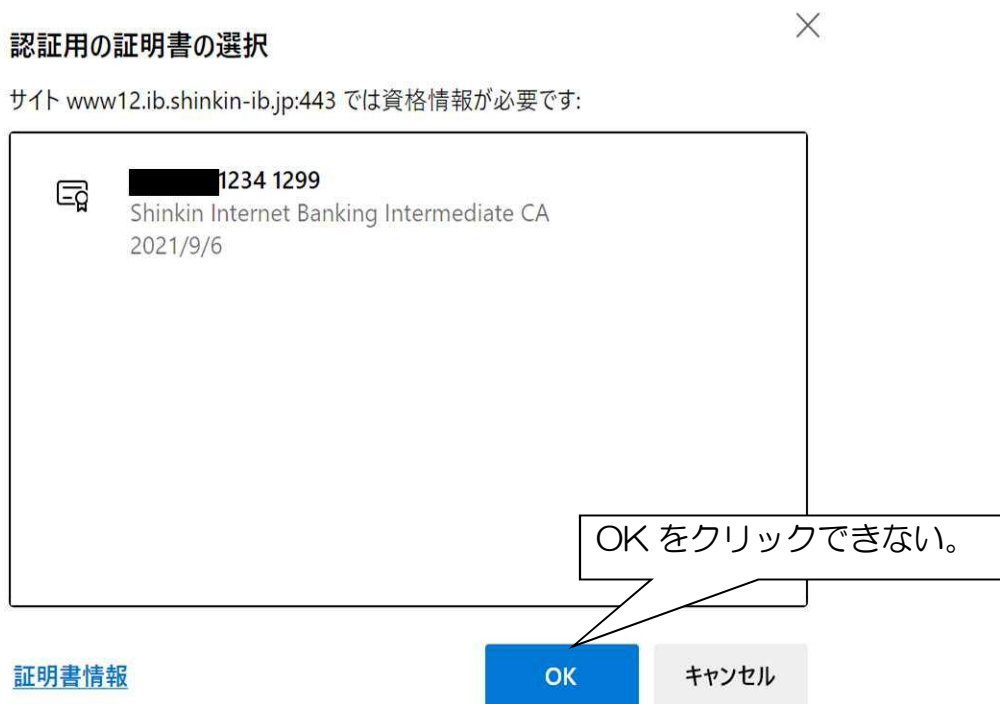 認証用の証明書の選択
サイト www12.ib.shinkin-ib.jp:443 では資格情報が必要です:
1234 1299
Shinkin Internet Banking Intermediate CA
2021/9/6
OK をクリックできない。
証明書情報
OK
キャンセル